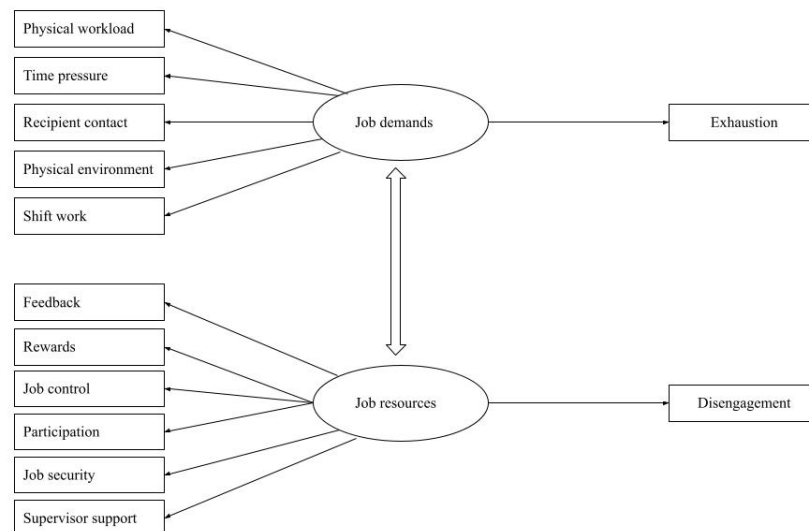 Physical workload
Time pressure
Recipient contact
Physical environment
Shift work
Job demands
Exhaustion
Feedback
Rewards
Job control
Participation
Job security
Supervisor support
Job resources
Disengagement